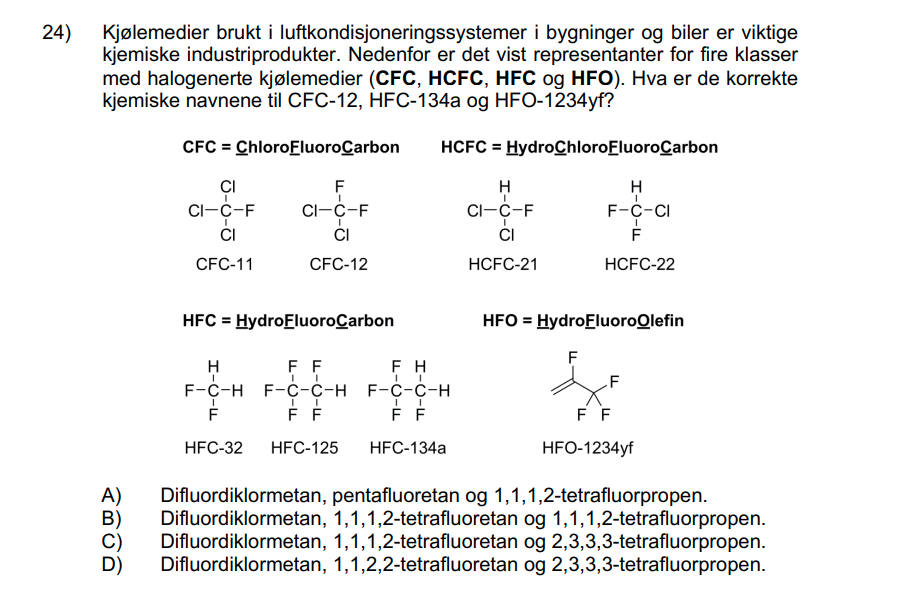 24) Kjølemedier brukt i luftkondisjoneringssystemer i bygninger og biler er viktige
kjemiske industriprodukter. Nedenfor er det vist representanter for fire klasser
med halogenerte kjølemedier (CFC, HCFC, HFC og HFO). Hva er de korrekte
kjemiske navnene til CFC-12, HFC-134a og HFO-1234yf?
CFC = ChloroFluoroCarbon HCFC = HydroChloroFluoroCarbon
Cl F H H
Cl-C-F Cl-C-F Cl-C-F F-C-Cl
Cl Cl Cl F
CFC-11 CFC-12 HCFC-21 HCFC-22
HFC = HydroFluoroCarbon HFO = HydroFluoroOlefin
H F F F H F
F-C-H F-C-C-H F-C-C-H F
F F F F F F F
HFC-32 HFC-125 HFC-134a HFO-1234yf
A) Difluordiklormetan, pentafluoretan og 1,1,1,2-tetrafluorpropen.
B) Difluordiklormetan, 1,1,1,2-tetrafluoretan og 1,1,1,2-tetrafluorpropen.
C) Difluordiklormetan, 1,1,1,2-tetrafluoretan og 2,3,3,3-tetrafluorpropen.
D) Difluordiklormetan, 1,1,2,2-tetrafluoretan og 2,3,3,3-tetrafluorpropen.